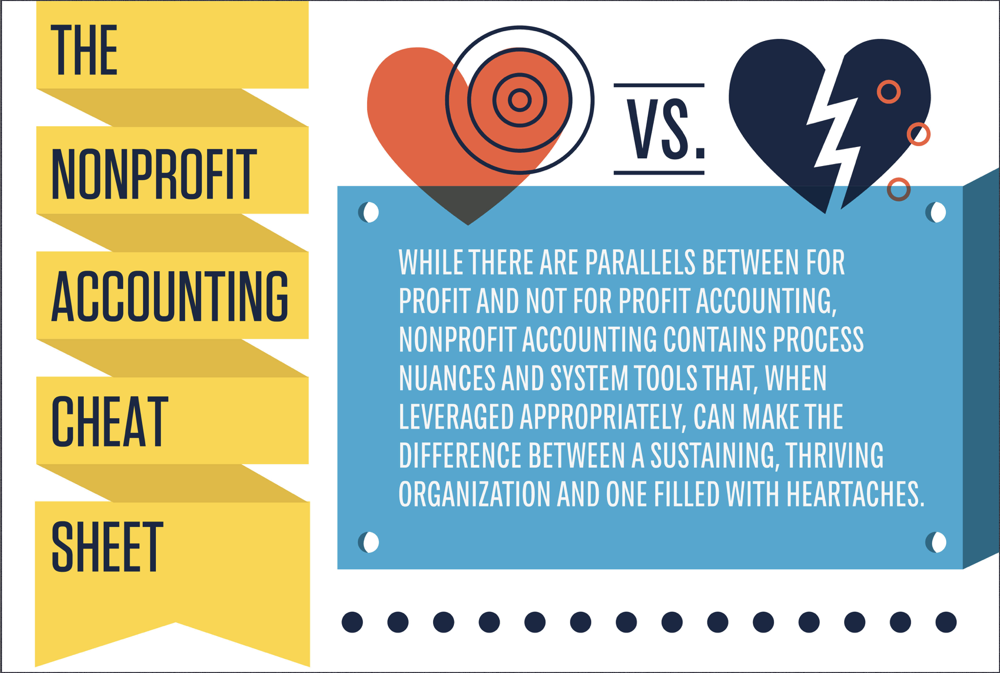 THE
NONPROFIT
ACCOUNTING
CHEAT
SHEET
VS.
WHILE THERE ARE PARALLELS BETWEEN FOR
PROFIT AND NOT FOR PROFIT ACCOUNTING,
NONPROFIT ACCOUNTING CONTAINS PROCESS
NUANCES AND SYSTEM TOOLS THAT, WHEN
LEVERAGED APPROPRIATELY, CAN MAKE THE
DIFFERENCE BETWEEN A SUSTAINING, THRIVING
ORGANIZATION AND ONE FILLED WITH HEARTACHES.